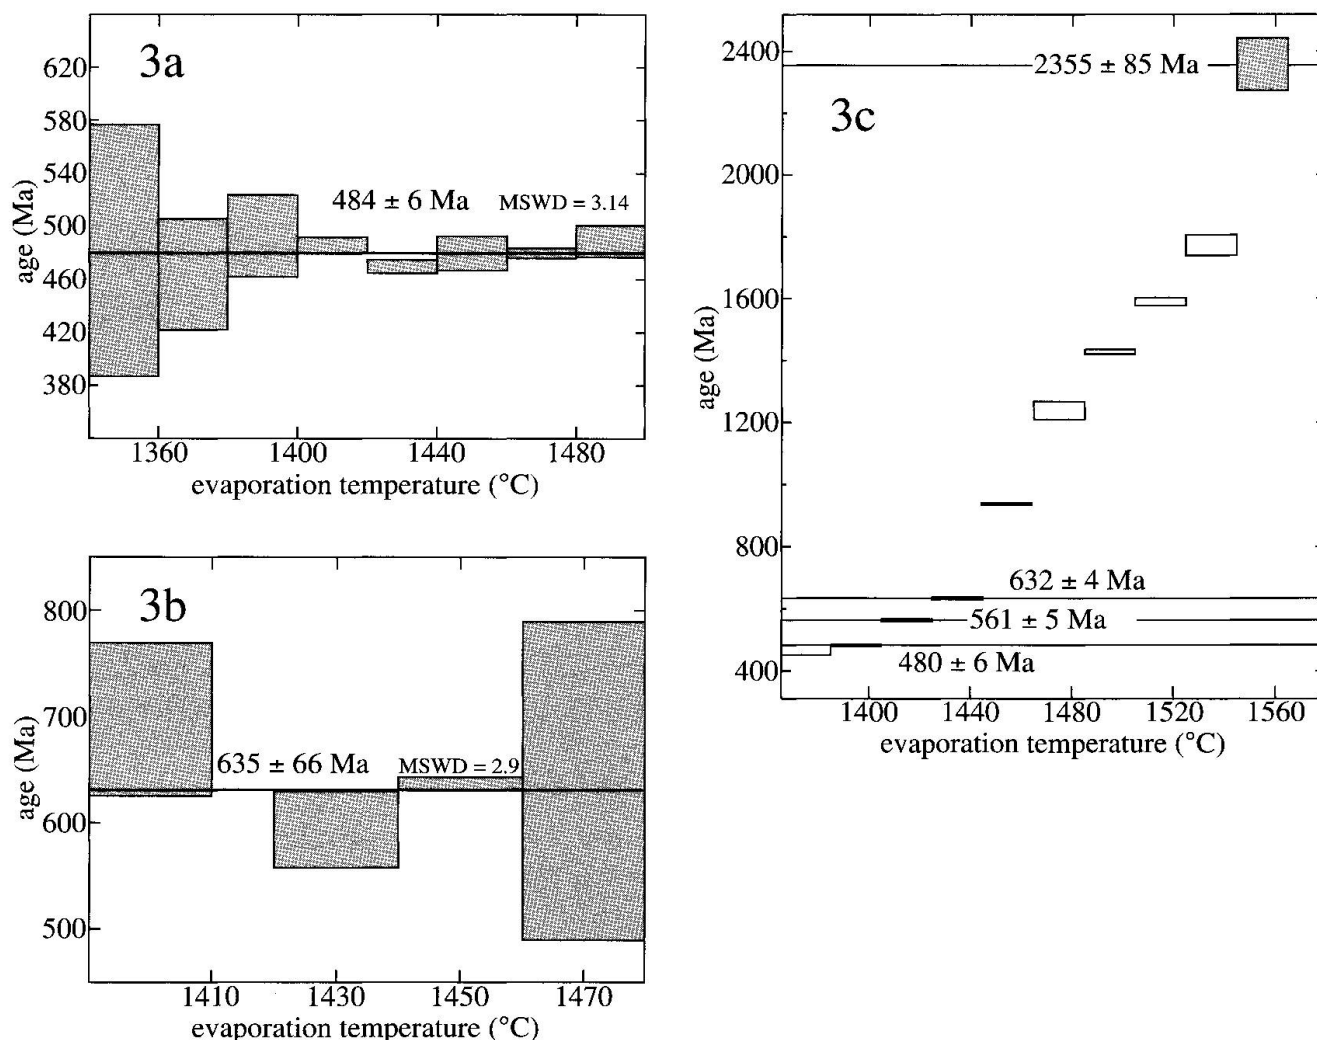 3a
620
580
540
500
460
420
380
age (Ma)
484 ± 6 Ma MSWD = 3.14
1360 1400 1440 1480
evaporation temperature (°C)
3b
800
700
600
500
age (Ma)
635 ± 66 Ma MSWD = 2.9
1410 1430 1450 1470
evaporation temperature (°C)
3c
2400
2000
1600
1200
800
400
age (Ma)
2355 ± 85 Ma
632 ± 4 Ma
561 ± 5 Ma
480 ± 6 Ma
1400 1440 1480 1520 1560
evaporation temperature (°C)